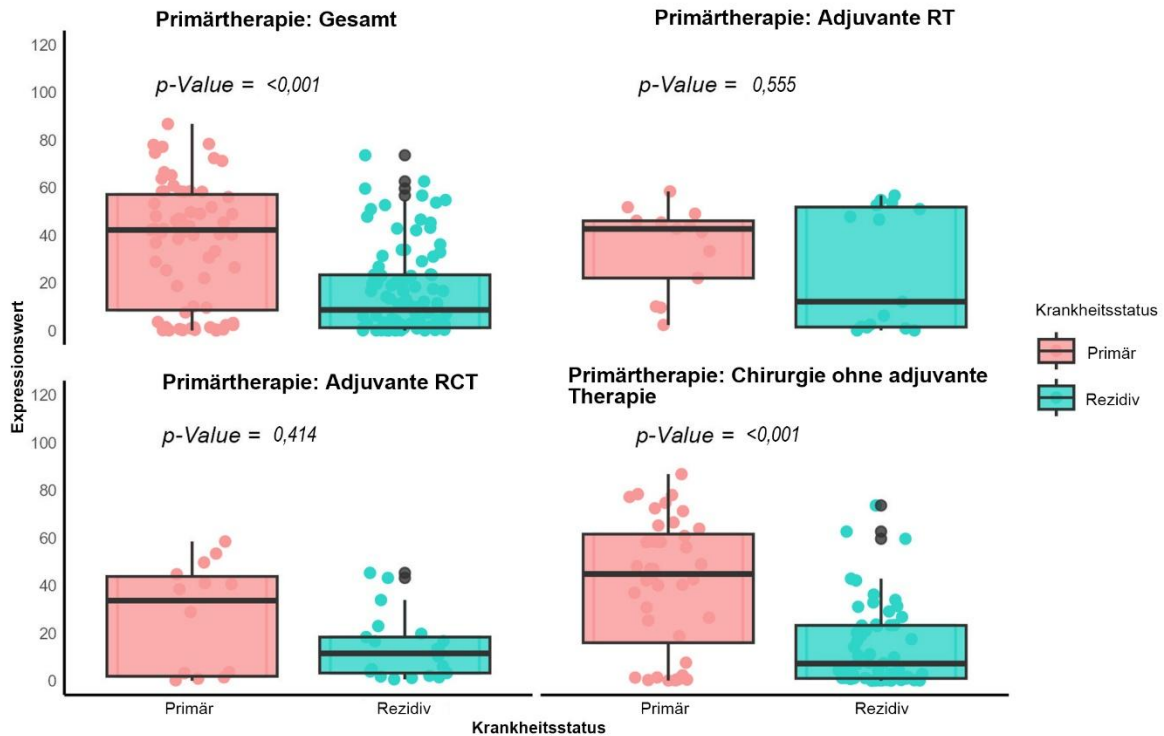 Primärtherapie: Gesamt
Primärtherapie: Adjuvante RT
120
100
80
60
40
20
0
p-Value = <0,001
p-Value = 0,555
Expressionswert
Primärtherapie: Adjuvante RCT
Primärtherapie: Chirurgie ohne adjuvante
Therapie
120
100
80
60
40
20
0
p-Value = 0,414
p-Value = <0,001
Primär
Rezidiv
Primär
Rezidiv
Krankheitsstatus
Krankheitsstatus
Primär
Rezidiv